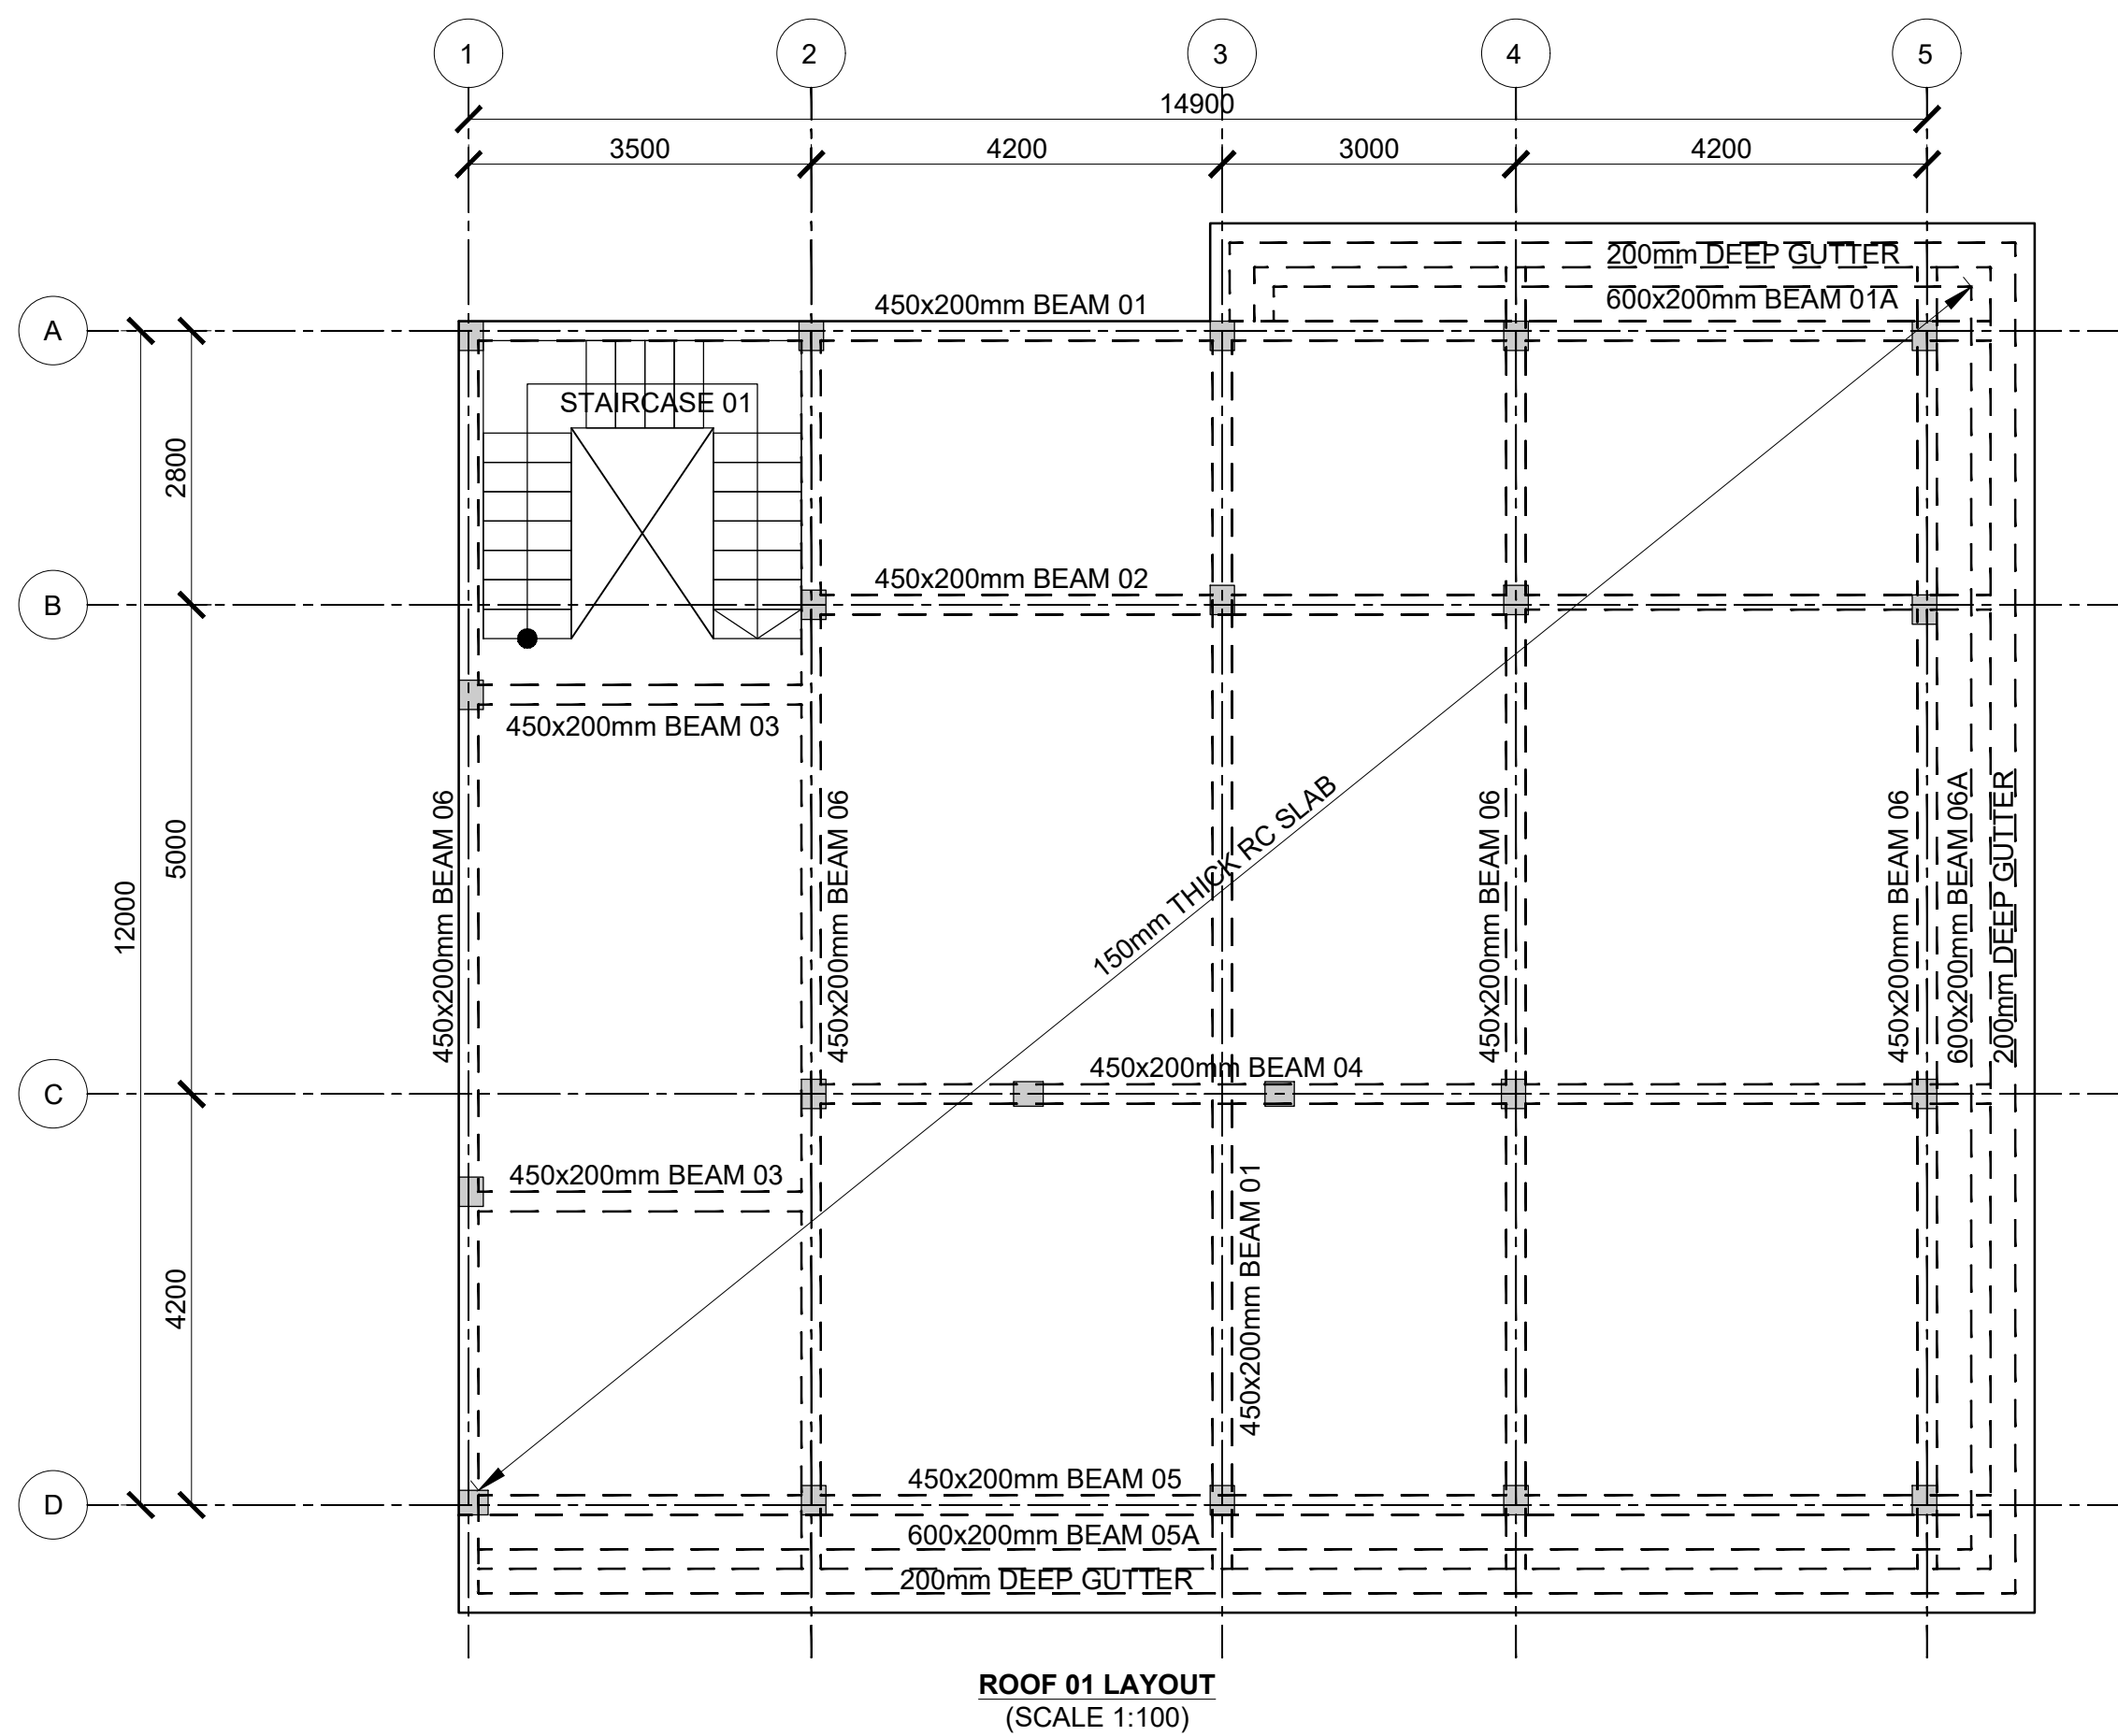 1
2
3
4
5
14900
3500
4200
3000
4200
200mm DEEP GUTTER
600x200mm BEAM 01A
450x200mm BEAM 01
A
STAIRCASE 01
2800
450x200mm BEAM 02
B
450x200mm BEAM 03
5000
12000
450x200mm BEAM 06
450x200mm BEAM 06
150mm THICK RC SLAB
450x200mm BEAM 06
450x200mm BEAM 06
600x200mm BEAM 06A
200mm DEEP GUTTER
450x200mm BEAM 04
C
450x200mm BEAM 03
450x200mm BEAM 01
4200
450x200mm BEAM 05
D
600x200mm BEAM 05A
200mm DEEP GUTTER
ROOF 01 LAYOUT
(SCALE 1:100)